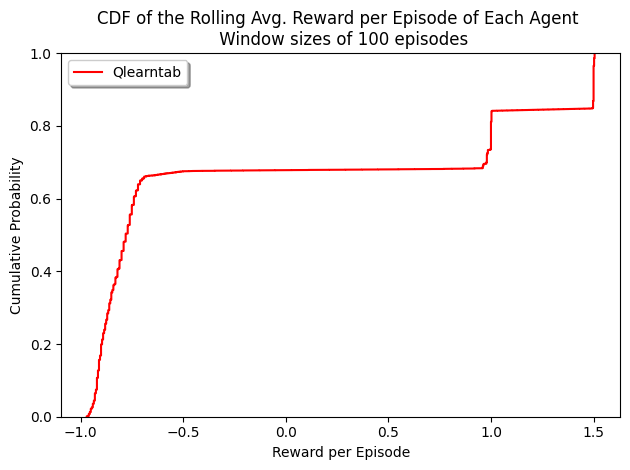 CDF of the Rolling Avg. Reward per Episode of Each Agent
Window sizes of 100 episodes
Qlearntab
1.0
0.8
0.6
0.4
0.2
0.0
Cumulative Probability
−1.0 −0.5 0.0 0.5 1.0 1.5
Reward per Episode